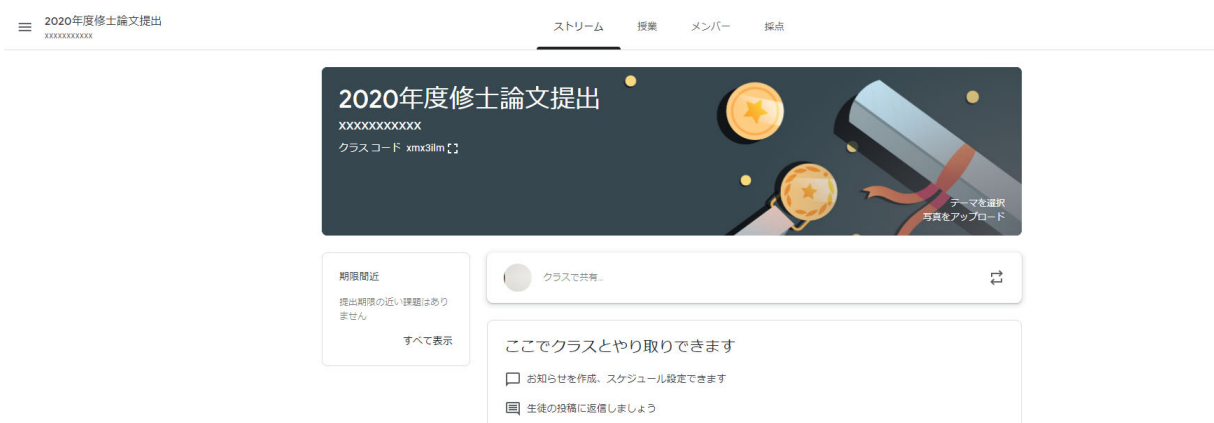 2020年度修士論文提出
xxxxxxxxxxx
ストリーム 授業 メンバー 採点
2020年度修士論文提出
xxxxxxxxxxx
クラス コード xmx3ilm
テーマを選択
写真をアップロード
期限間近
提出期限の近い課題はあり
ません
すべて表示
クラスで共有...
ここでクラスとやり取りできます
お知らせを作成、スケジュール設定できます
生徒の投稿に返信しましょう